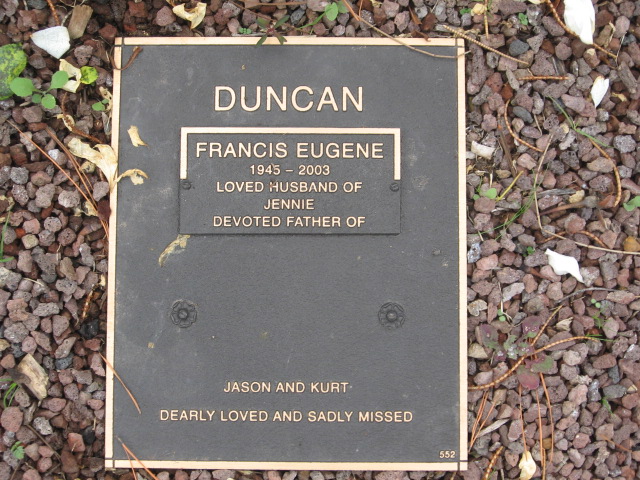 DUNCAN
FRANCIS EUGENE
1945 - 2003
LOVED HUSBAND OF
JENNIE
DEVOTED FATHER OF
JASON AND KURT
DEARLY LOVED AND SADLY MISSED
552